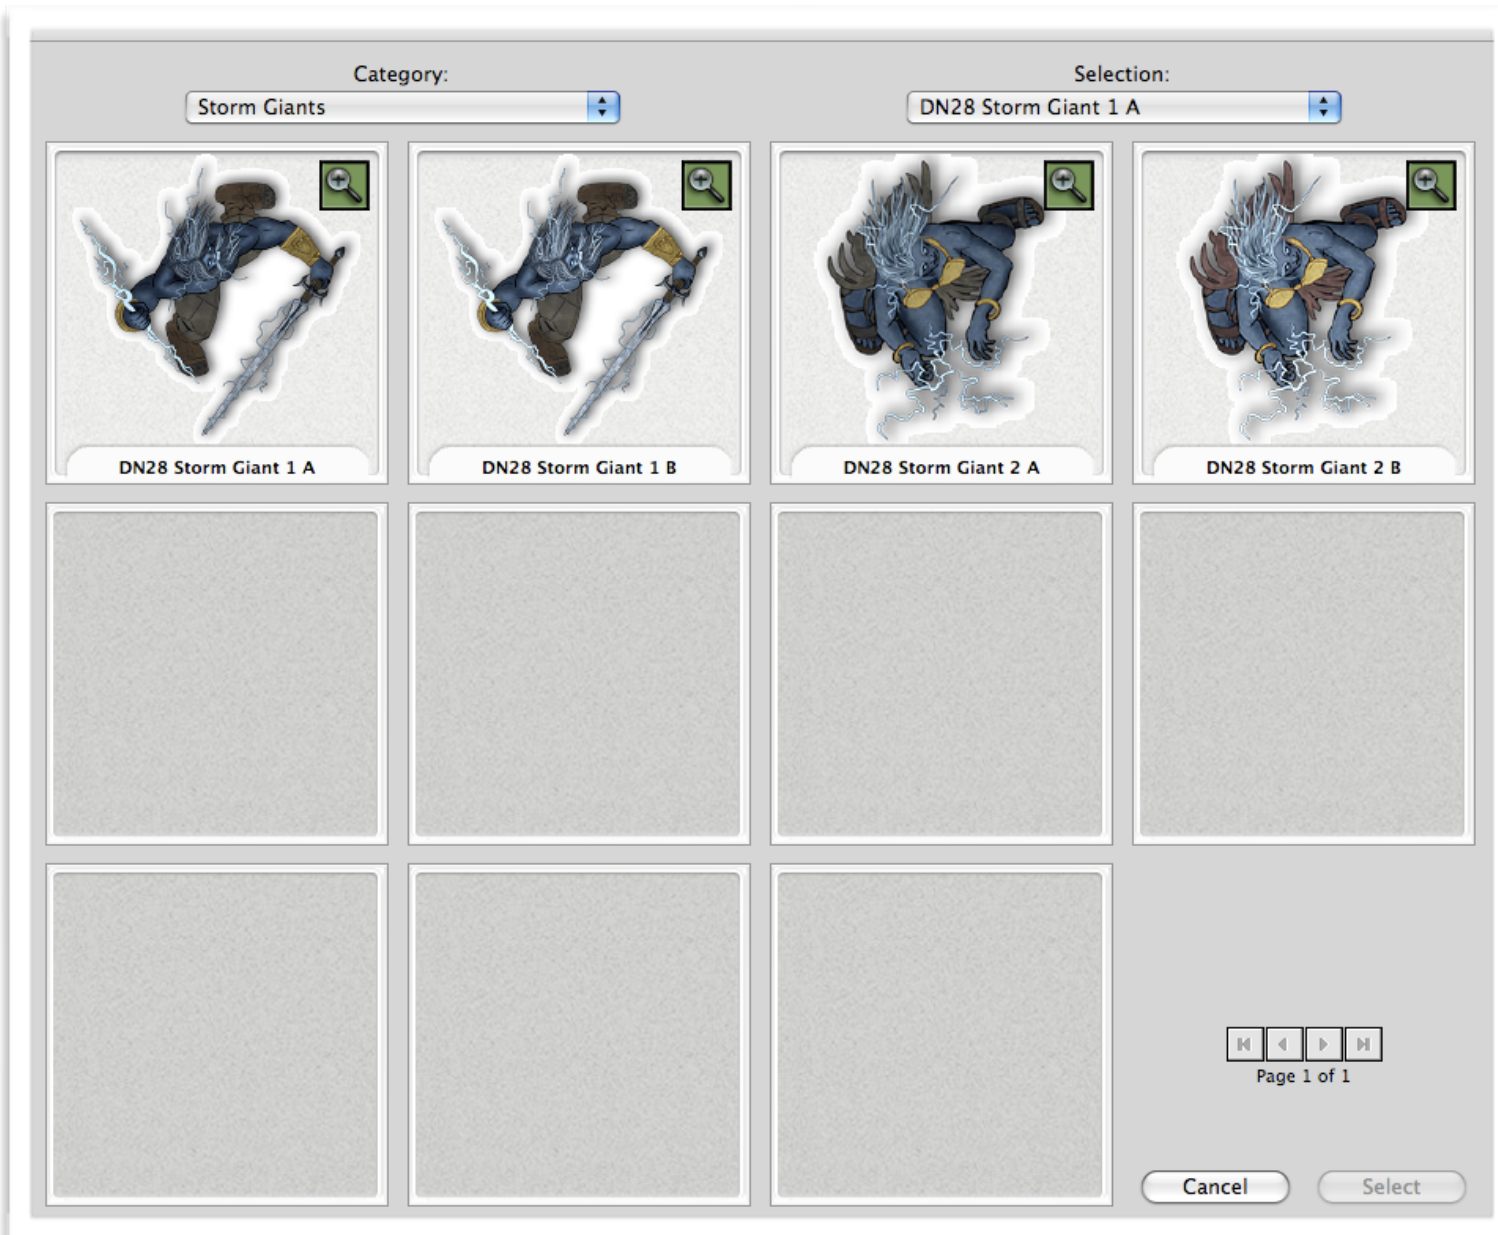 Category:
Selection:
Storm Giants
DN28 Storm Giant 1 A
DN28 Storm Giant 1 A
DN28 Storm Giant 1 B
DN28 Storm Giant 2 A
DN28 Storm Giant 2 B
Page 1 of 1
Cancel
Select